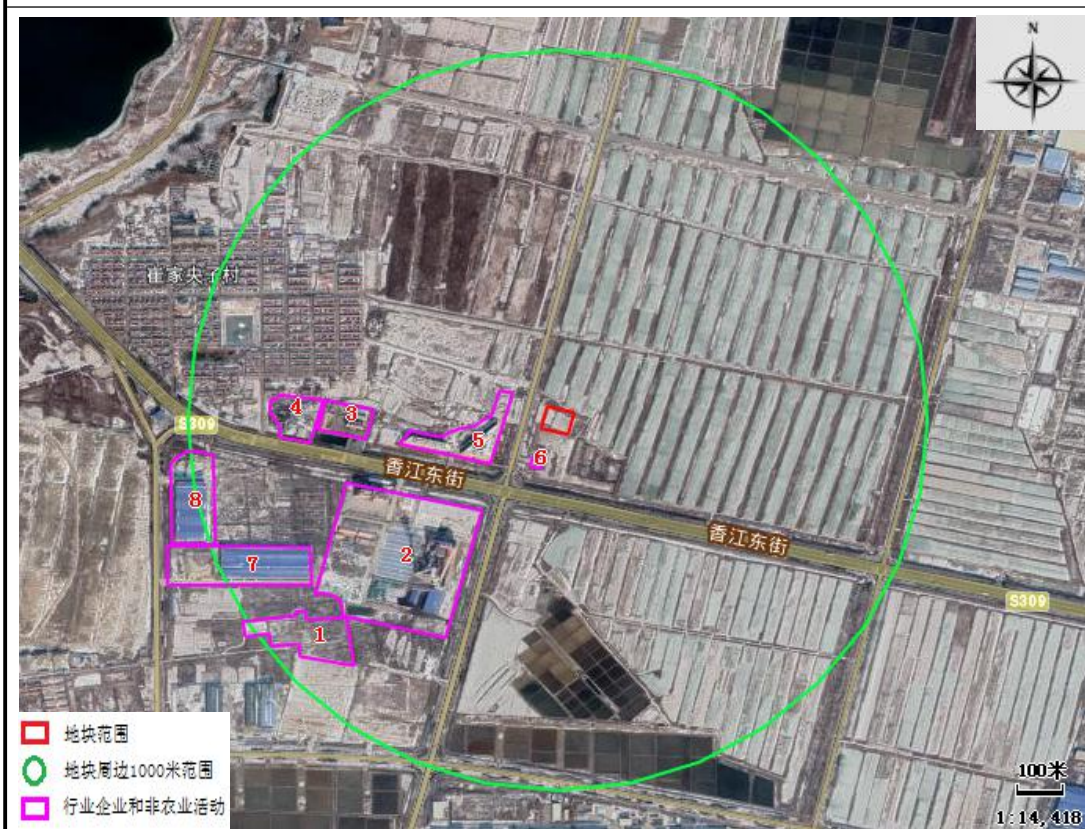 N
崔家央子村
4
3
5
6
S309
香江东街
8
2
香江东街
7
S309
1
地块范围
地块周边1000米范围
行业企业和非农业活动
100米
1:14,418